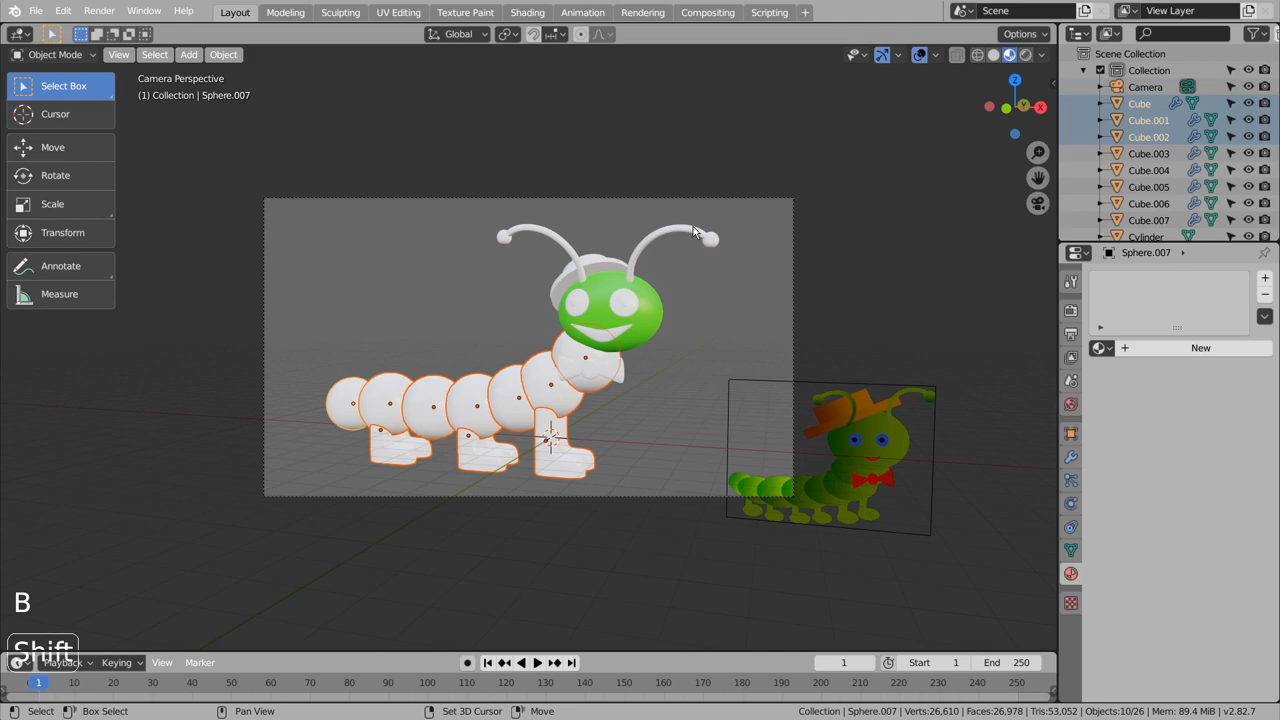 File Edit Render Window Help Layout Modeling Sculpting UV Editing Texture Paint Shading Animation Rendering Compositing Scripting + Scene View Layer
Global Options
Object Mode View Select Add Object
Scene Collection
Collection
Camera
Cube
Cube.001
Cube.002
Cube.003
Cube.004
Cube.005
Cube.006
Cube.007
Cylinder
Select Box
Cursor
Move
Rotate
Scale
Transform
Annotate
Measure
Camera Perspective
(1) Collection | Sphere.007
Z
Y
X
Sphere.007
+
−
+ New
B
Shift
Playback Keying View Marker 1 Start 1 End 250
1 10 20 30 40 50 60 70 80 90 100 110 120 130 140 150 160 170 180 190 200 210 220 230 240 250
Select Box Select Pan View Set 3D Cursor Move Collection | Sphere.007 | Verts:26,610 | Faces:26,978 | Tris:53,052 | Objects:10/26 | Mem: 89.4 MiB | v2.82.7